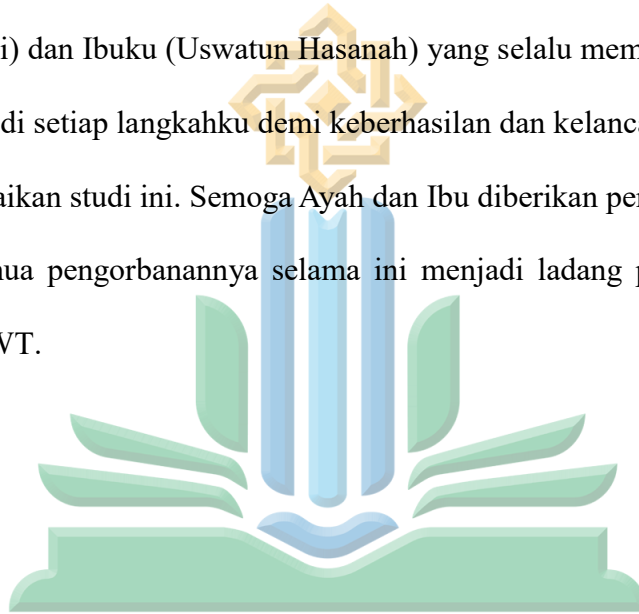 i) dan Ibuku (Uswatun Hasanah) yang selalu mem
di setiap langkahku demi keberhasilan dan kelanca
aikan studi ini. Semoga Ayah dan Ibu diberikan per
ua pengorbanannya selama ini menjadi ladang p
WT.